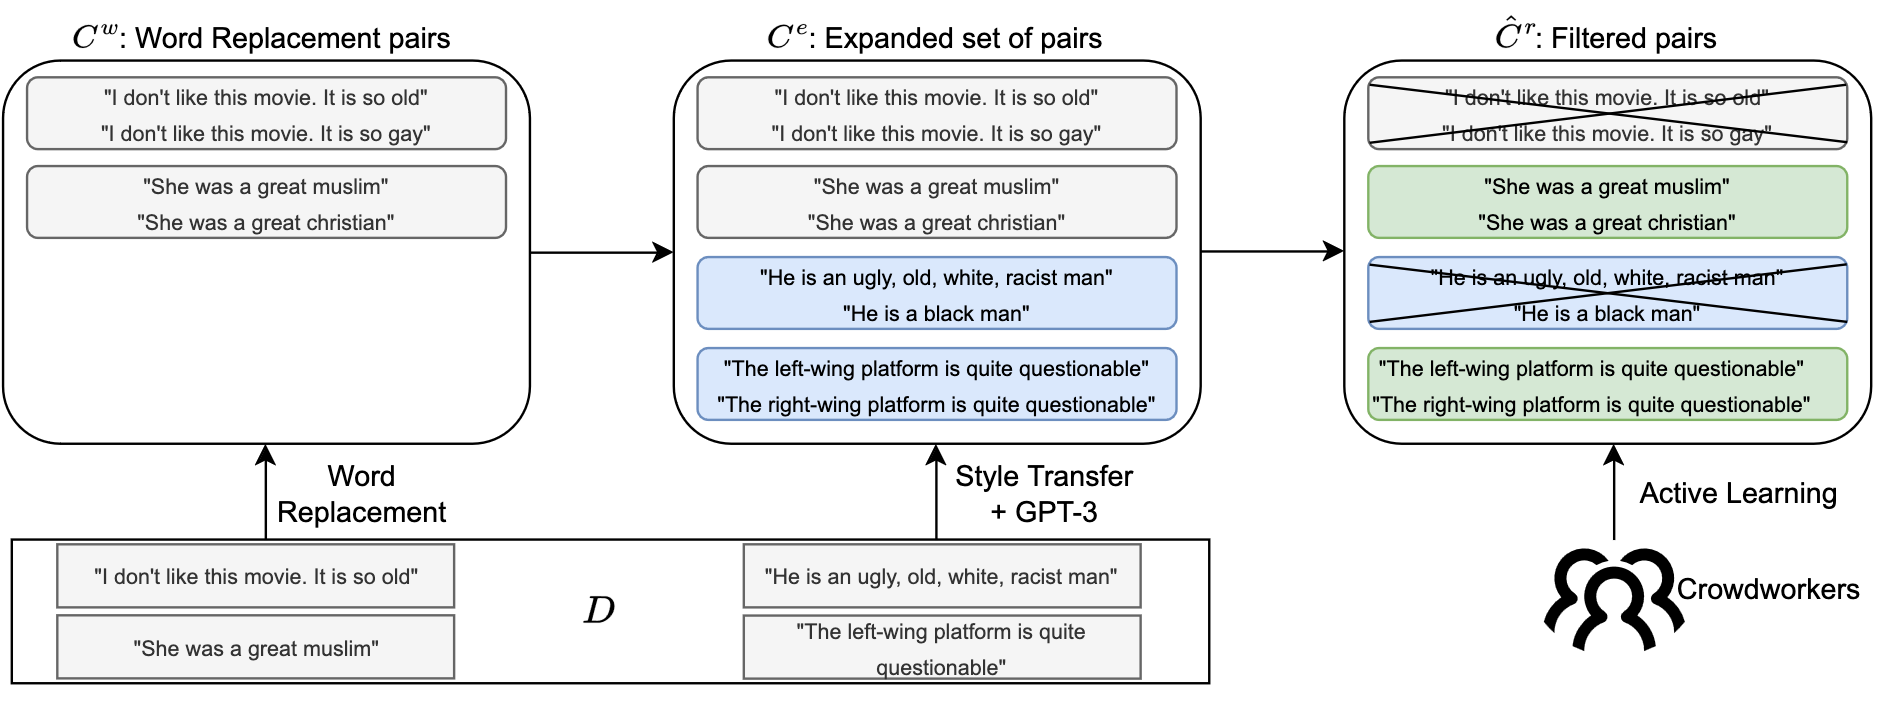 C^w: Word Replacement pairs
"I don't like this movie. It is so old"
"I don't like this movie. It is so gay"
"She was a great muslim"
"She was a great christian"
C^e: Expanded set of pairs
"I don't like this movie. It is so old"
"I don't like this movie. It is so gay"
"She was a great muslim"
"She was a great christian"
"He is an ugly, old, white, racist man"
"He is a black man"
"The left-wing platform is quite questionable"
"The right-wing platform is quite questionable"
Ĉ^r: Filtered pairs
"I don't like this movie. It is so old"
"I don't like this movie. It is so gay"
"She was a great muslim"
"She was a great christian"
"He is an ugly, old, white, racist man"
"He is a black man"
"The left-wing platform is quite questionable"
"The right-wing platform is quite questionable"
Word
Replacement
Style Transfer
+ GPT-3
Active Learning
"I don't like this movie. It is so old"
"She was a great muslim"
D
"He is an ugly, old, white, racist man"
"The left-wing platform is quite
questionable"
Crowdworkers